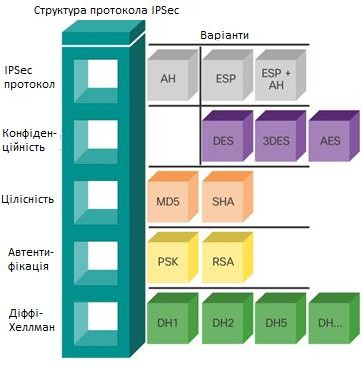 Структура протокола IPSec
Варіанти
IPSec
протокол
AH
ESP
ESP +
AH
Конфіден-
ційність
DES
3DES
AES
Цілісність
MD5
SHA
Автенти-
фікація
PSK
RSA
Діффі-
Хеллман
DH1
DH2
DH5
DH...